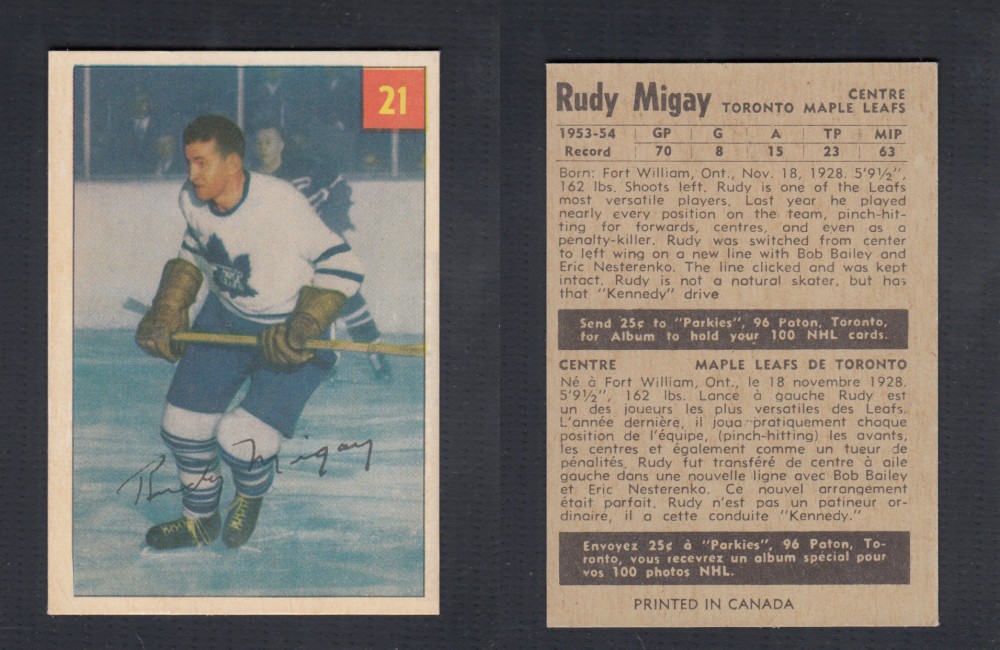 21
Rudy Migay
Rudy Migay
CENTRE
TORONTO MAPLE LEAFS
1953-54 GP G A TP MIP
Record 70 8 15 23 63
Born: Fort William, Ont., Nov. 18, 1928. 5'9½",
162 lbs. Shoots left. Rudy is one of the Leafs
most versatile players. Last year he played
nearly every position on the team, pinch-hit-
ting for forwards, centres, and even as a
penalty-killer. Rudy was switched from center
to left wing on a new line with Bob Bailey and
Eric Nesterenko. The line clicked and was kept
intact. Rudy is not a natural skater, but has
that "Kennedy" drive
Send 25¢ to "Parkies", 96 Paton, Toronto,
for Album to hold your 100 NHL cards.
CENTRE MAPLE LEAFS DE TORONTO
Né à Fort William, Ont., le 18 novembre 1928.
5'9½", 162 lbs. Lance à gauche Rudy est
un des joueurs les plus versatiles des Leafs.
L'année dernière, il joua pratiquement chaque
position de l'équipe, (pinch-hitting) les avants,
les centres et également comme un tueur de
pénalités. Rudy fut transféré de centre à aile
gauche dans une nouvelle ligne avec Bob Bailey
et Eric Nesterenko. Ce nouvel arrangement
était parfait. Rudy n'est pas un patineur or-
dinaire, il a cette conduite "Kennedy."
Envoyez 25¢ à "Parkies", 96 Paton, To-
ronto, vous recevrez un album spécial pour
vos 100 photos NHL.
PRINTED IN CANADA